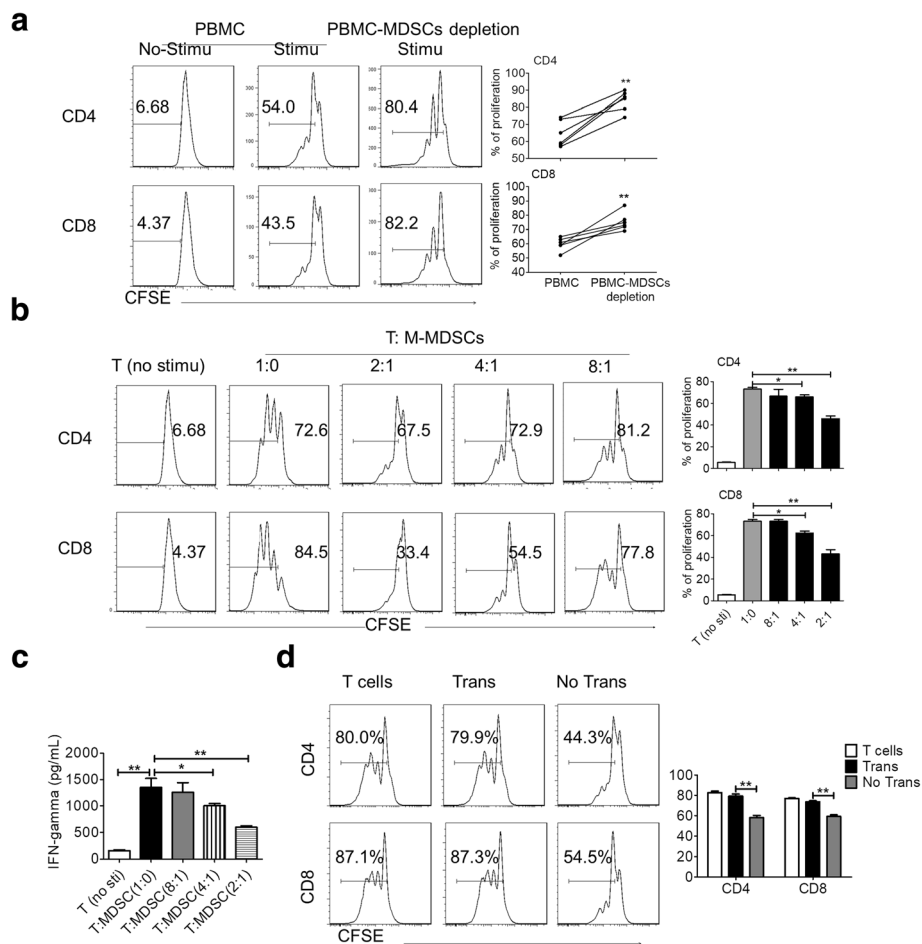 a
PBMC PBMC-MDSCs depletion
No-Stimu Stimu Stimu
CD4
6.68 54.0 80.4
CD4
% of proliferation
100
90
80
70
60
50
**
CD8
4.37 43.5 82.2
CD8
% of proliferation
100
90
80
70
60
50
40
**
PBMC PBMC-MDSCs
depletion
CFSE
b
T: M-MDSCs
T (no stimu) 1:0 2:1 4:1 8:1
CD4
6.68 72.6 67.5 72.9 81.2
CD4
% of proliferation
80
60
40
20
0
**
*
CD8
4.37 84.5 33.4 54.5 77.8
CD8
% of proliferation
80
60
40
20
0
**
*
T (no sti) 1:0 8:1 4:1 2:1
CFSE
c
IFN-gamma (pg/mL)
2000
1500
1000
500
0
**
** *
T (no sti)
T:MDSC(1:0)
T:MDSC(8:1)
T:MDSC(4:1)
T:MDSC(2:1)
d
T cells Trans No Trans
CD4
80.0% 79.9% 44.3%
CD8
87.1% 87.3% 54.5%
CFSE
T cells
Trans
No Trans
100
80
60
40
20
0
** **
CD4 CD8